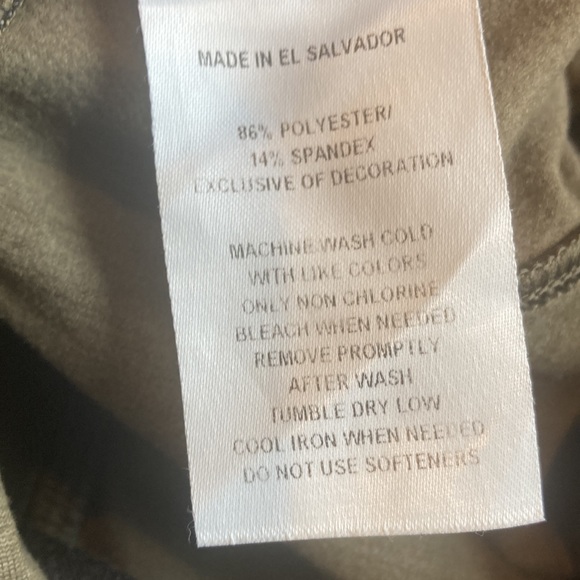 MADE IN EL SALVADOR
86% POLYESTER/
14% SPANDEX
EXCLUSIVE OF DECORATION
MACHINE WASH COLD
WITH LIKE COLORS
ONLY NON CHLORINE
BLEACH WHEN NEEDED
REMOVE PROMPTLY
AFTER WASH
TUMBLE DRY LOW
COOL IRON WHEN NEEDED
DO NOT USE SOFTENERS